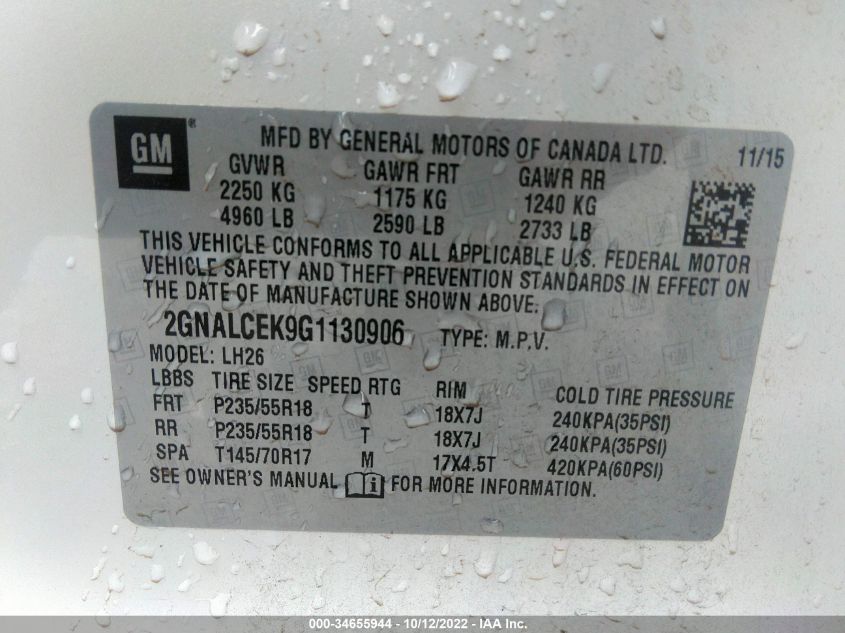 GM ®
MFD BY GENERAL MOTORS OF CANADA LTD. 11/15
GVWR GAWR FRT GAWR RR
2250 KG 1175 KG 1240 KG
4960 LB 2590 LB 2733 LB
THIS VEHICLE CONFORMS TO ALL APPLICABLE U.S. FEDERAL MOTOR
VEHICLE SAFETY AND THEFT PREVENTION STANDARDS IN EFFECT ON
THE DATE OF MANUFACTURE SHOWN ABOVE.
2GNALCEK9G1130906 TYPE: M.P.V.
MODEL: LH26
LBBS TIRE SIZE SPEED RTG RIM COLD TIRE PRESSURE
FRT P235/55R18 T 18X7J 240KPA(35PSI)
RR P235/55R18 T 18X7J 240KPA(35PSI)
SPA T145/70R17 M 17X4.5T 420KPA(60PSI)
SEE OWNER'S MANUAL i FOR MORE INFORMATION.
000-34655944 - 10/12/2022 - IAA Inc.